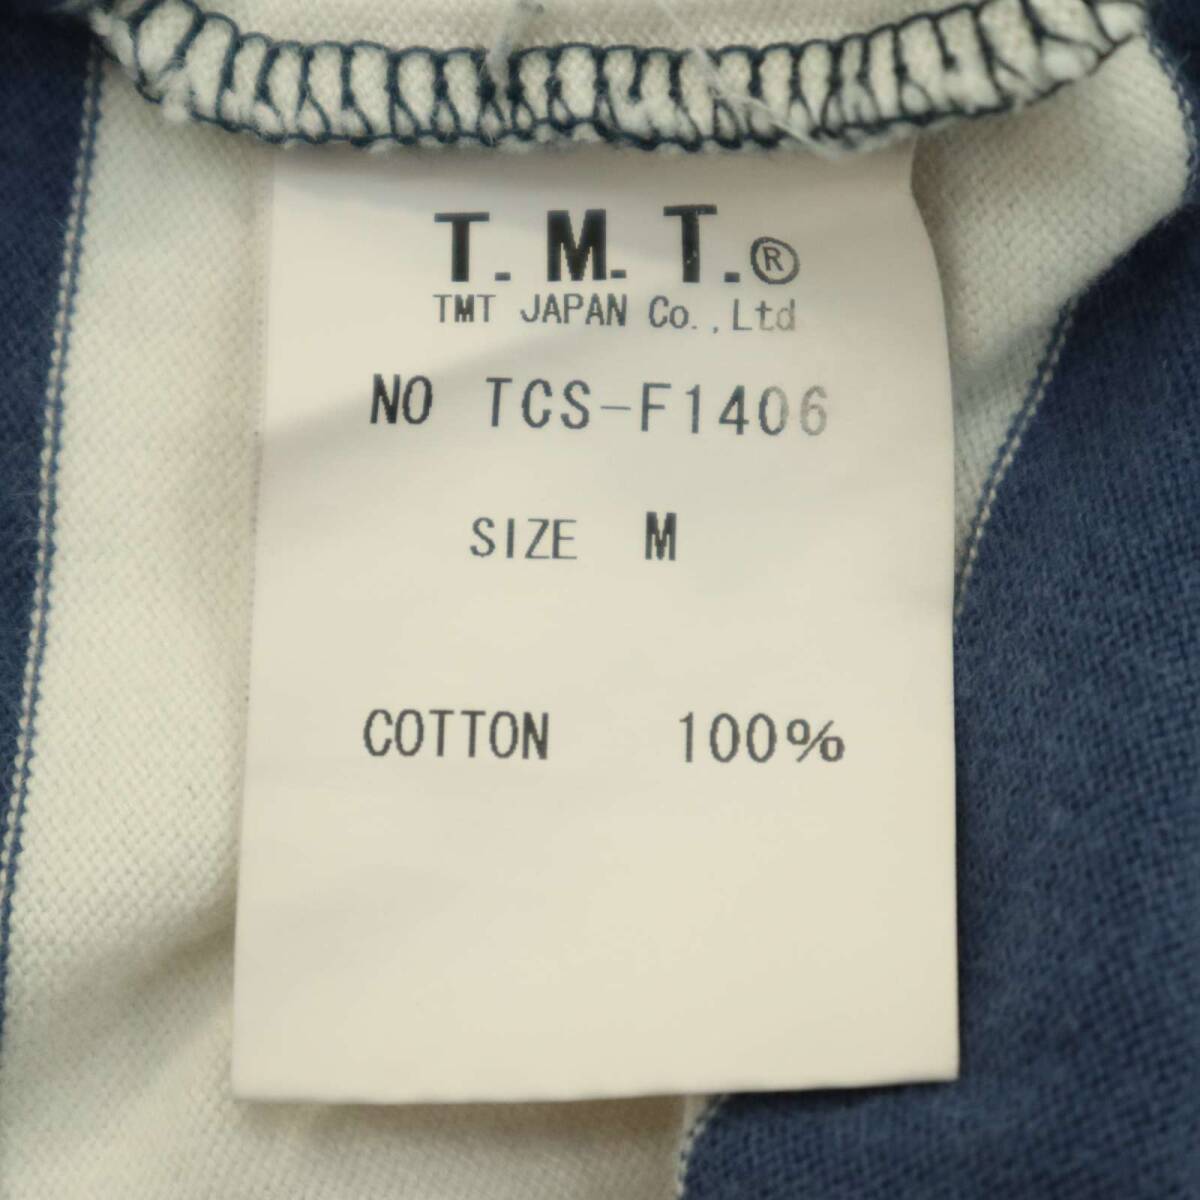 T.M.T.®
TMT JAPAN Co.,Ltd
NO TCS-F1406
SIZE M
COTTON 100%